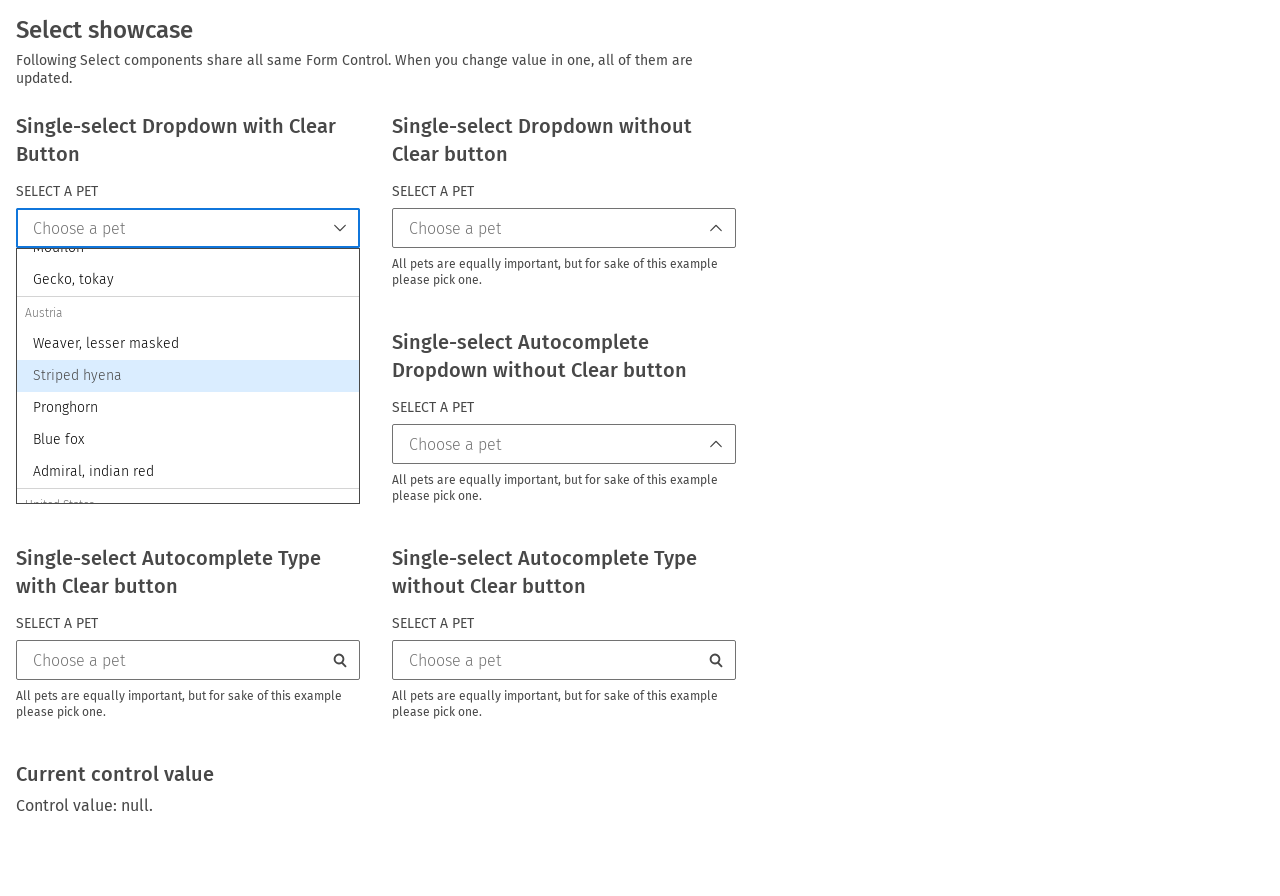 Select showcase
Following Select components share all same Form Control. When you change value in one, all of them are
updated.
Single-select Dropdown with Clear
Button
SELECT A PET
Choose a pet
Mouflon
Gecko, tokay
Austria
Weaver, lesser masked
Striped hyena
Pronghorn
Blue fox
Admiral, indian red
United States
Single-select Dropdown without
Clear button
SELECT A PET
Choose a pet
All pets are equally important, but for sake of this example
please pick one.
Single-select Autocomplete
Dropdown without Clear button
SELECT A PET
Choose a pet
All pets are equally important, but for sake of this example
please pick one.
Single-select Autocomplete Type
with Clear button
SELECT A PET
Choose a pet
All pets are equally important, but for sake of this example
please pick one.
Single-select Autocomplete Type
without Clear button
SELECT A PET
Choose a pet
All pets are equally important, but for sake of this example
please pick one.
Current control value
Control value: null.